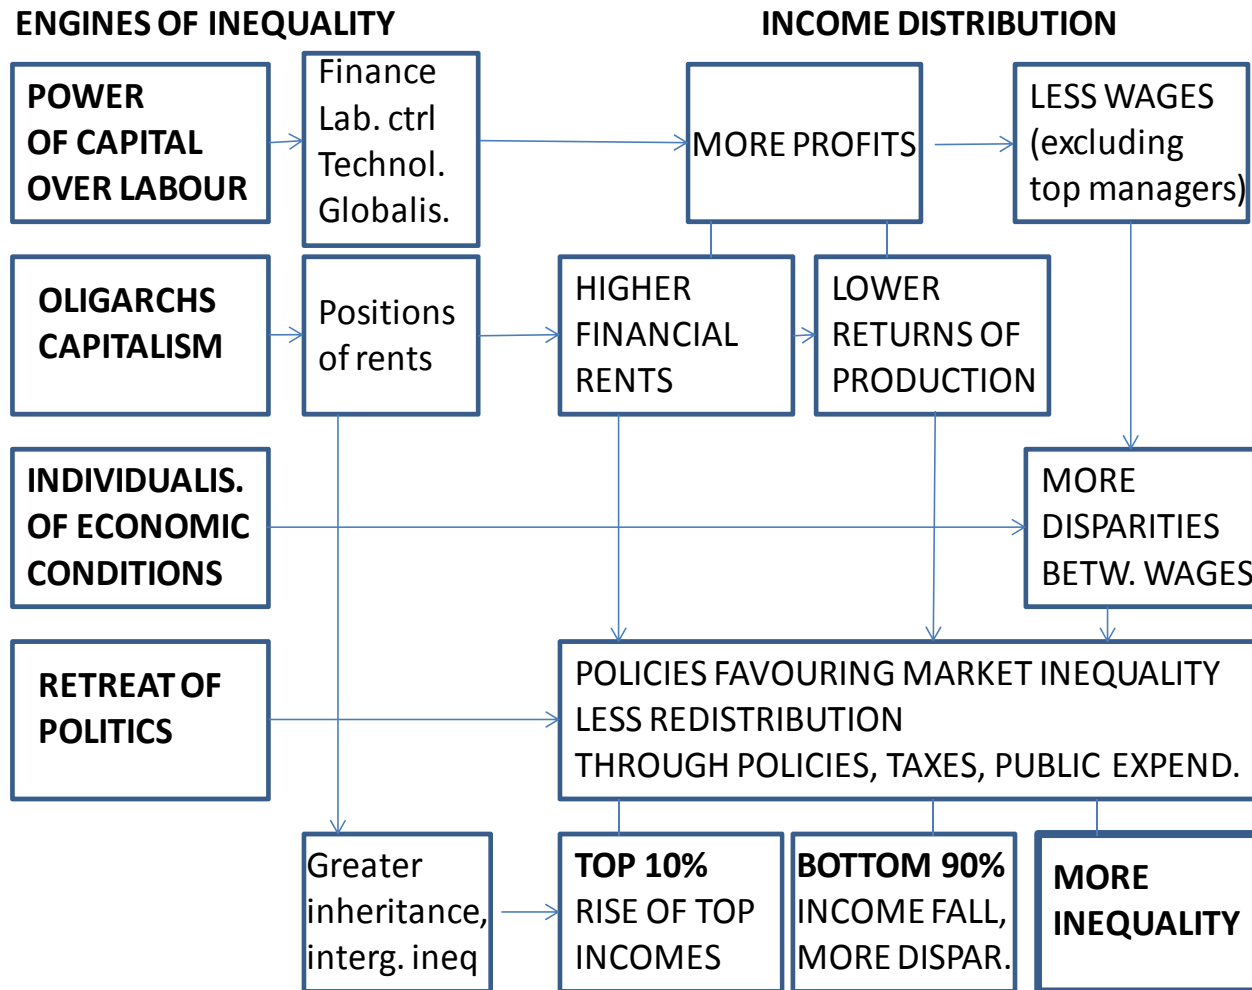 ENGINES OF INEQUALITY
INCOME DISTRIBUTION
POWER
OF CAPITAL
OVER LABOUR
Finance
Lab. ctrl
Technol.
Globalis.
MORE PROFITS
LESS WAGES
(excluding
top managers)
OLIGARCHS
CAPITALISM
Positions
of rents
HIGHER
FINANCIAL
RENTS
LOWER
RETURNS OF
PRODUCTION
INDIVIDUALIS.
OF ECONOMIC
CONDITIONS
MORE
DISPARITIES
BETW. WAGES
RETREAT OF
POLITICS
POLICIES FAVOURING MARKET INEQUALITY
LESS REDISTRIBUTION
THROUGH POLICIES, TAXES, PUBLIC EXPEND.
Greater
inheritance,
interg. ineq
TOP 10%
RISE OF TOP
INCOMES
BOTTOM 90%
INCOME FALL,
MORE DISPAR.
MORE
INEQUALITY